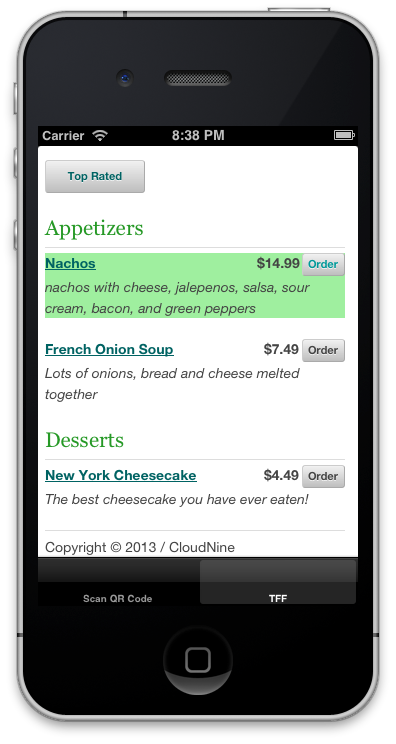 Carrier 8:38 PM
Top Rated
Appetizers
Nachos $14.99 Order
nachos with cheese, jalepenos, salsa, sour
cream, bacon, and green peppers
French Onion Soup $7.49 Order
Lots of onions, bread and cheese melted
together
Desserts
New York Cheesecake $4.49 Order
The best cheesecake you have ever eaten!
Copyright © 2013 / CloudNine
Scan QR Code TFF